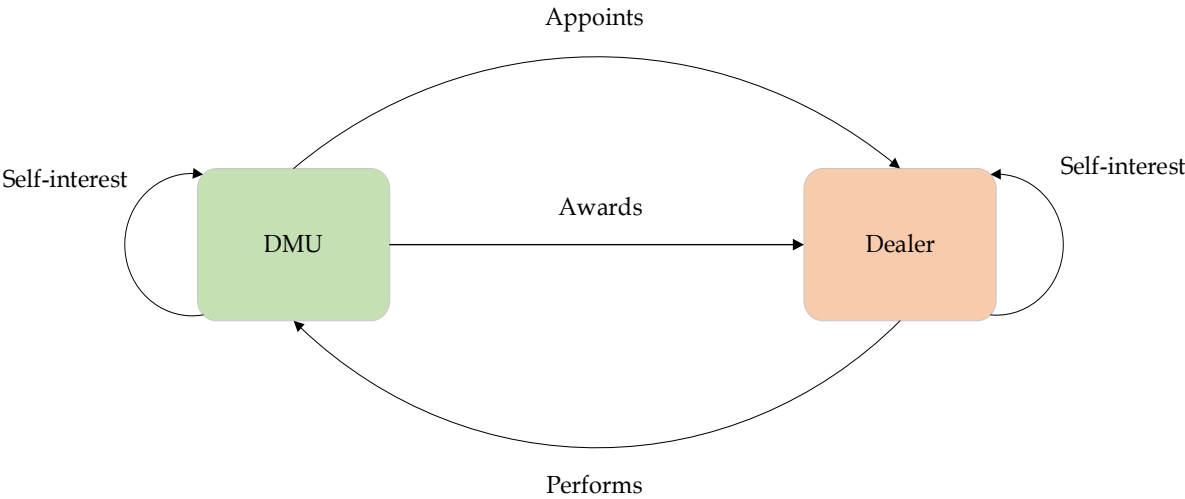 Appoints
Self-interest
Self-interest
Awards
DMU
Dealer
Performs